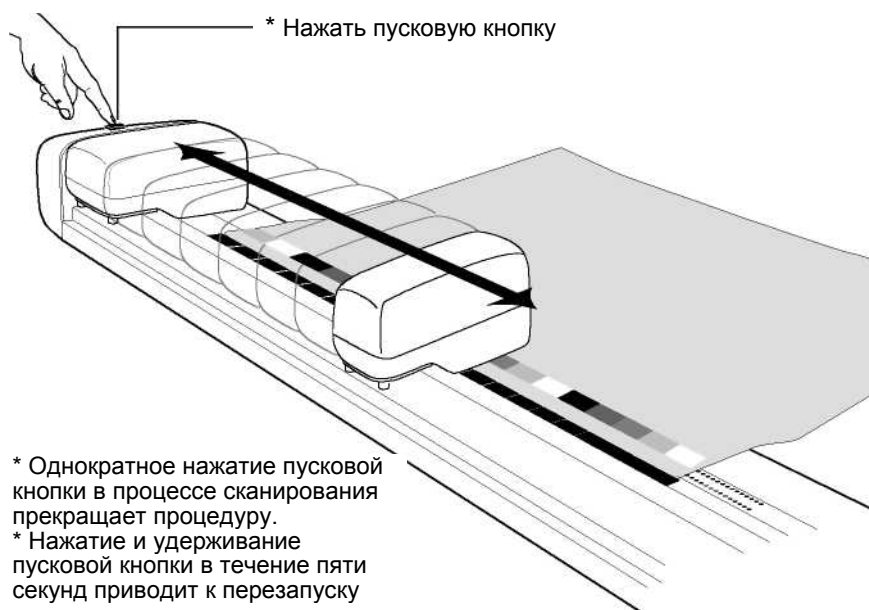 * Нажать пусковую кнопку
* Однократное нажатие пусковой
кнопки в процессе сканирования
прекращает процедуру.
* Нажатие и удерживание
пусковой кнопки в течение пяти
секунд приводит к перезапуску